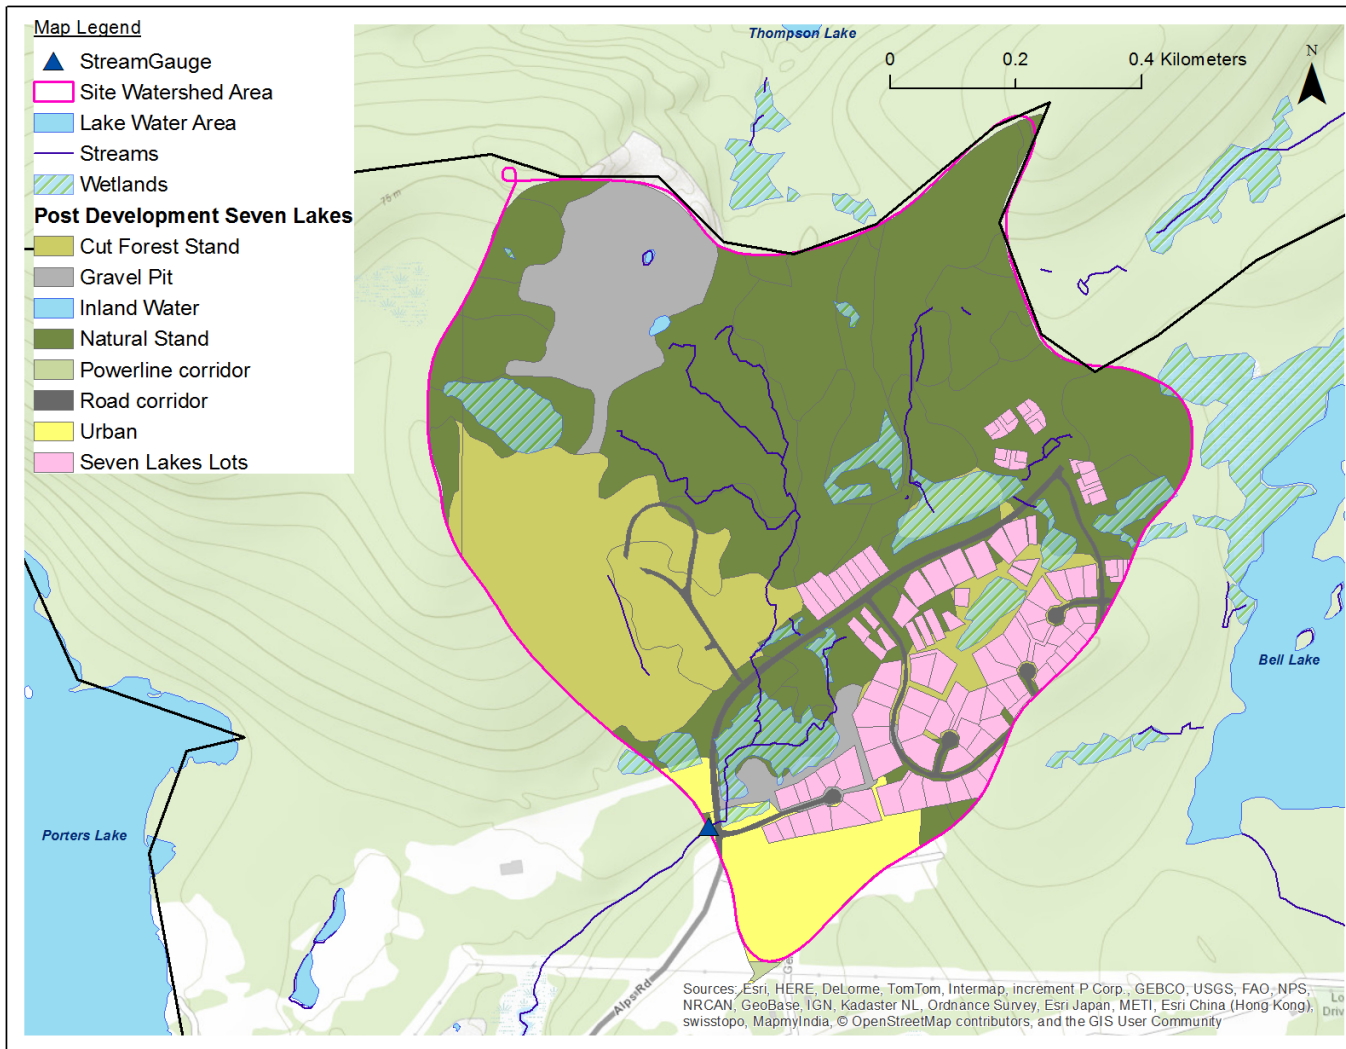 Map Legend
StreamGauge
Site Watershed Area
Lake Water Area
Streams
Wetlands
Post Development Seven Lakes
Cut Forest Stand
Gravel Pit
Inland Water
Natural Stand
Powerline corridor
Road corridor
Urban
Seven Lakes Lots
Thompson Lake
0 0.2 0.4 Kilometers
N
75 m
Bell Lake
Porters Lake
Alps Rd
Ge
Sources: Esri, HERE, DeLorme, TomTom, Intermap, increment P Corp., GEBCO, USGS, FAO, NPS,
NRCAN, GeoBase, IGN, Kadaster NL, Ordnance Survey, Esri Japan, METI, Esri China (Hong Kong),
swisstopo, MapmyIndia, © OpenStreetMap contributors, and the GIS User Community
Lo
Driv